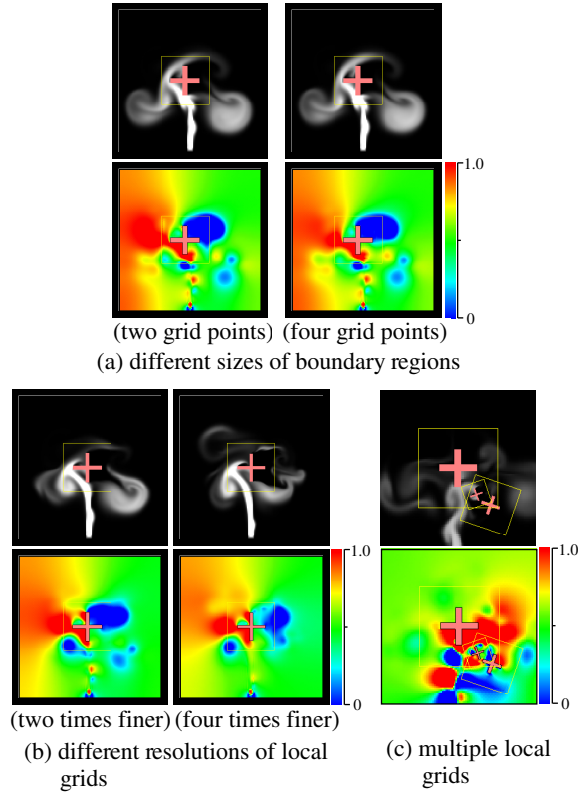 1.0
0
(two grid points) (four grid points)
(a) different sizes of boundary regions
1.0
0
1.0
0
(two times finer) (four times finer)
(b) different resolutions of local
grids
(c) multiple local
grids